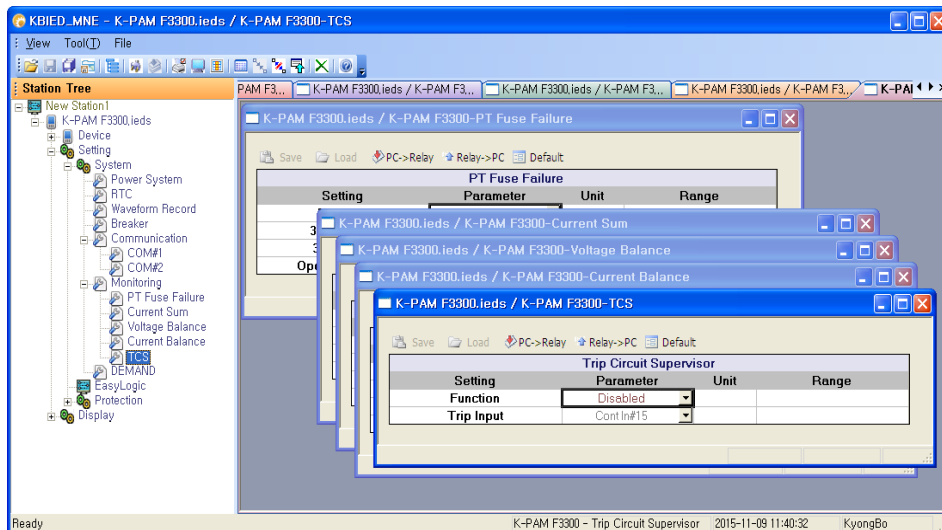 KBIED_MNE - K-PAM F3300.ieds / K-PAM F3300-TCS
View Tool(T) File
Station Tree
PAM F3... K-PAM F3300.ieds / K-PAM F3... K-PAM F3300.ieds / K-PAM F3... K-PAM F3300.ieds / K-PAM F3... K-PAI
New Station1
K-PAM F3300.ieds
Device
Setting
System
Power System
RTC
Waveform Record
Breaker
Communication
COM#1
COM#2
Monitoring
PT Fuse Failure
Current Sum
Voltage Balance
Current Balance
TCS
DEMAND
EasyLogic
Protection
Display
K-PAM F3300.ieds / K-PAM F3300-PT Fuse Failure
Save Load PC->Relay Relay->PC Default
PT Fuse Failure
Setting Parameter Unit Range
3
Ope
K-PAM F3300.ieds / K-PAM F3300-Current Sum
K-PAM F3300.ieds / K-PAM F3300-Voltage Balance
K-PAM F3300.ieds / K-PAM F3300-Current Balance
K-PAM F3300.ieds / K-PAM F3300-TCS
Save Load PC->Relay Relay->PC Default
Trip Circuit Supervisor
Setting Parameter Unit Range
Function Disabled
Trip Input Cont In#15
Ready K-PAM F3300 - Trip Circuit Supervisor 2015-11-09 11:40:32 KyongBo